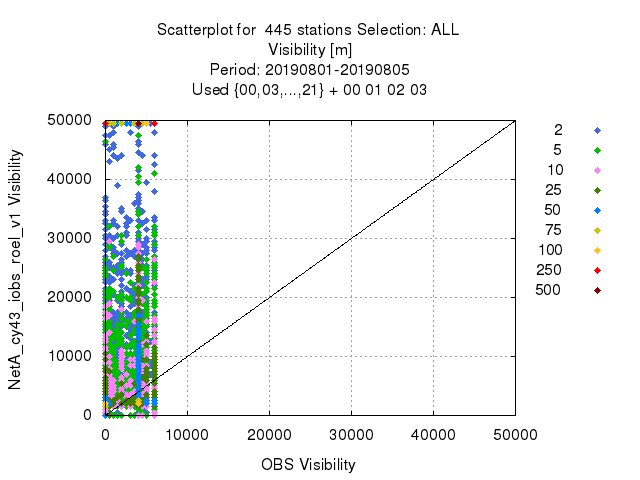 Scatterplot for  445 stations Selection: ALL
Visibility [m]
Period: 20190801-20190805
Used {00,03,...,21} + 00 01 02 03
50000
40000
30000
20000
10000
0
NetA_cy43_iobs_roel_v1 Visibility
0 10000 20000 30000 40000 50000
OBS Visibility
2
5
10
25
50
75
100
250
500